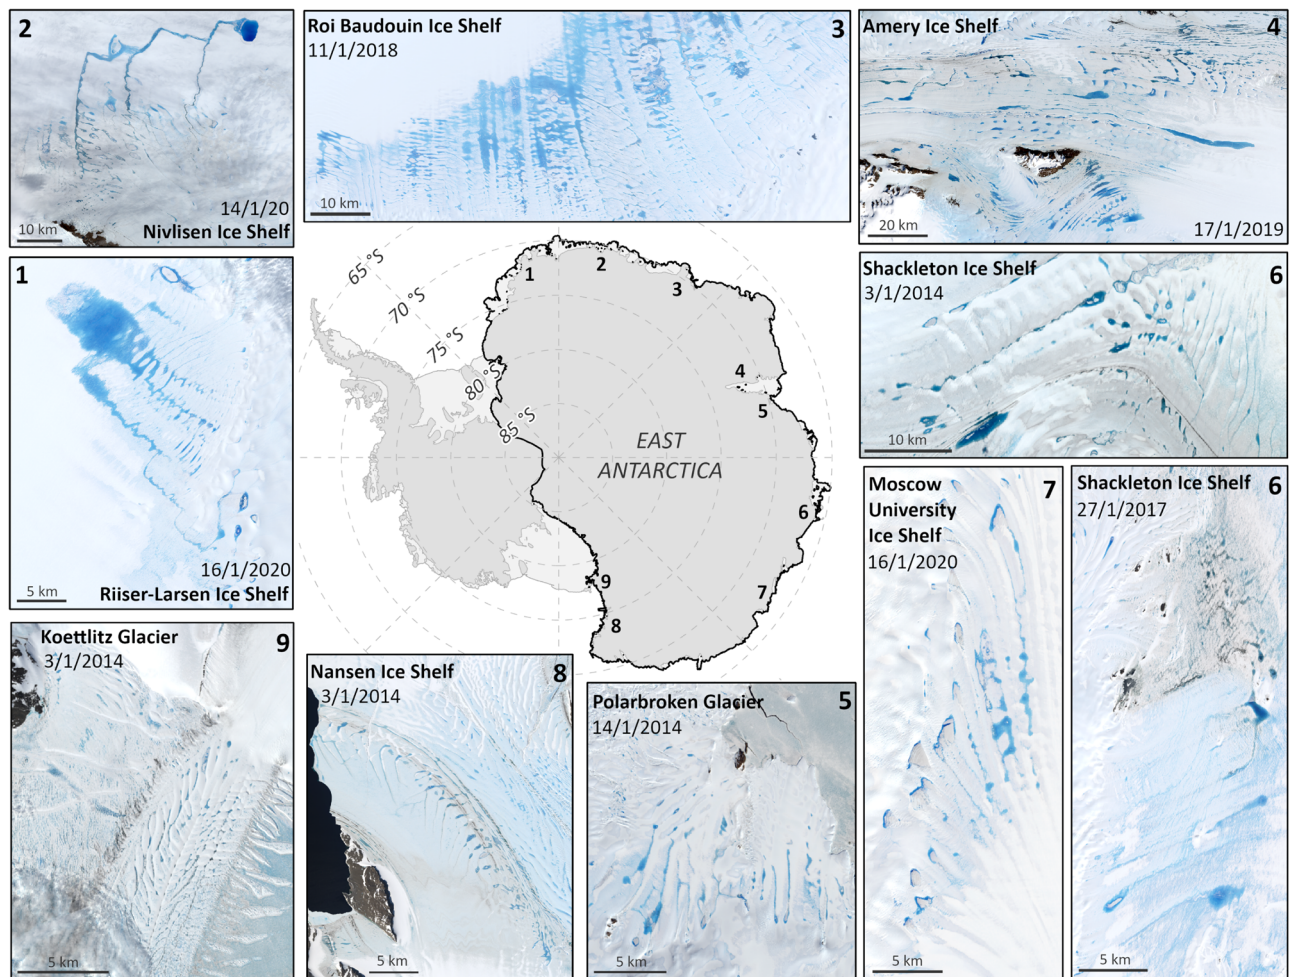 2
14/1/20
10 km
Nivlisen Ice Shelf
Roi Baudouin Ice Shelf
3
11/1/2018
10 km
Amery Ice Shelf
4
20 km
17/1/2019
1
16/1/2020
5 km
Riiser-Larsen Ice Shelf
65 °S
70 °S
75 °S
80 °S
85 °S
1
2
3
4
5
EAST
ANTARCTICA
6
7
9
8
Shackleton Ice Shelf
6
3/1/2014
10 km
Koettlitz Glacier
9
3/1/2014
5 km
Nansen Ice Shelf
8
3/1/2014
5 km
Polarbroken Glacier
5
14/1/2014
5 km
Moscow
7
University
Ice Shelf
16/1/2020
5 km
Shackleton Ice Shelf
6
27/1/2017
5 km